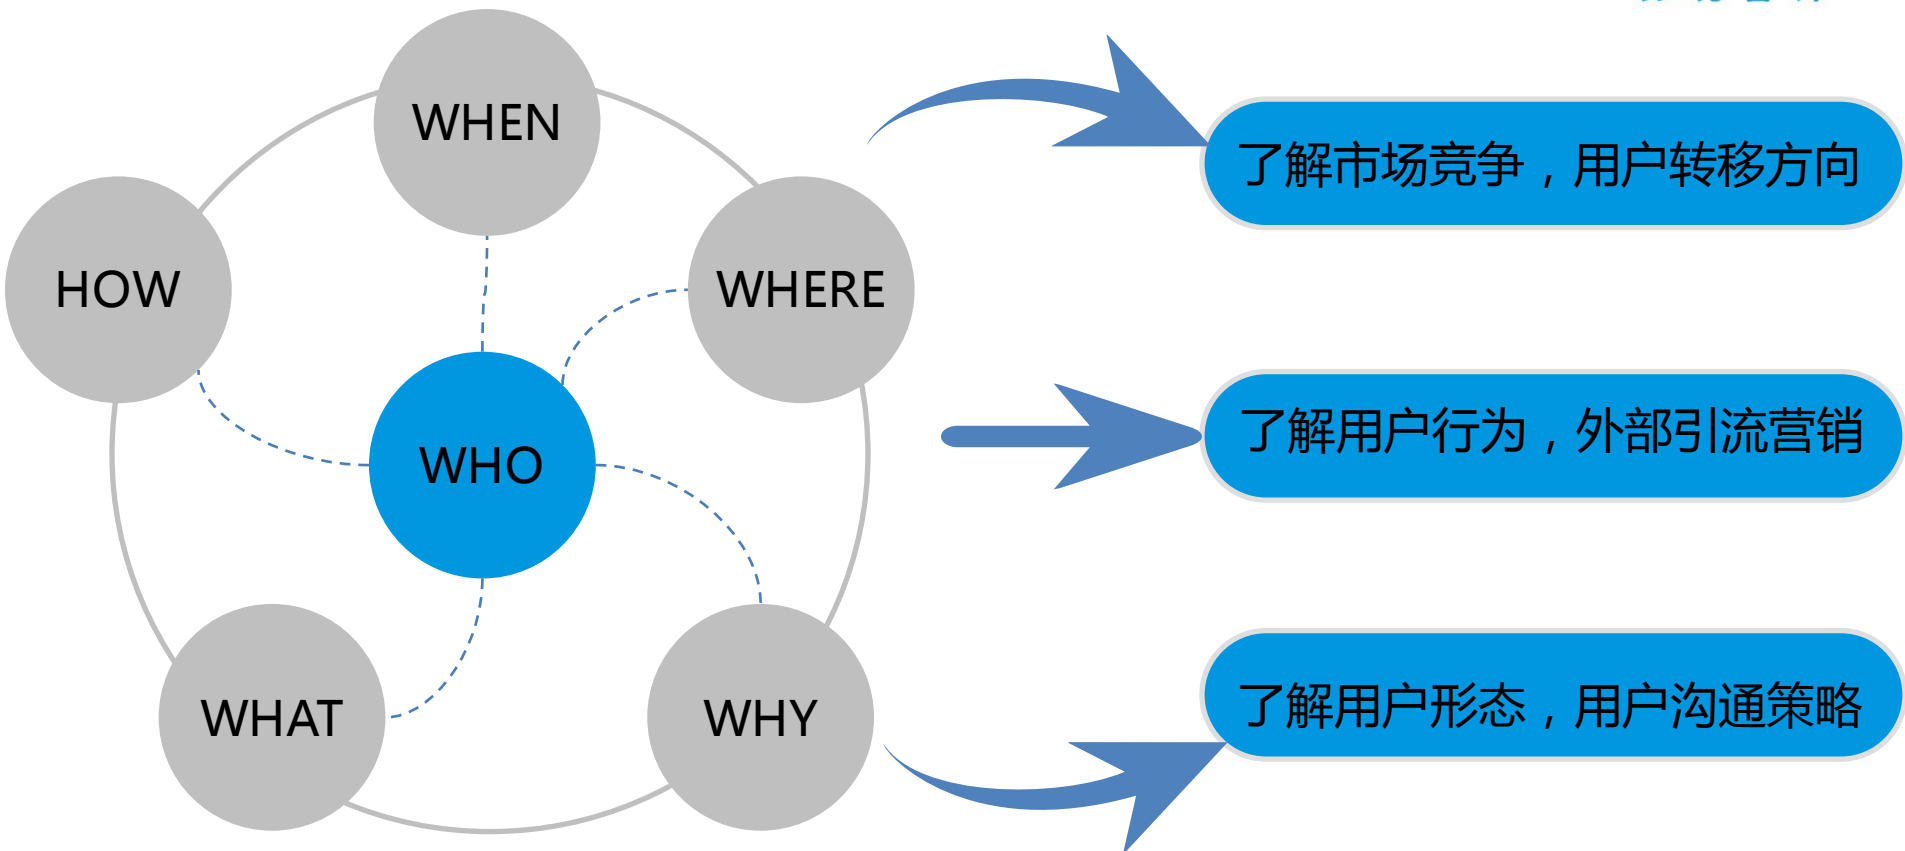 WHEN
HOW
WHERE
WHO
WHAT
WHY
了解市场竞争，用户转移方向
了解用户行为，外部引流营销
了解用户形态，用户沟通策略